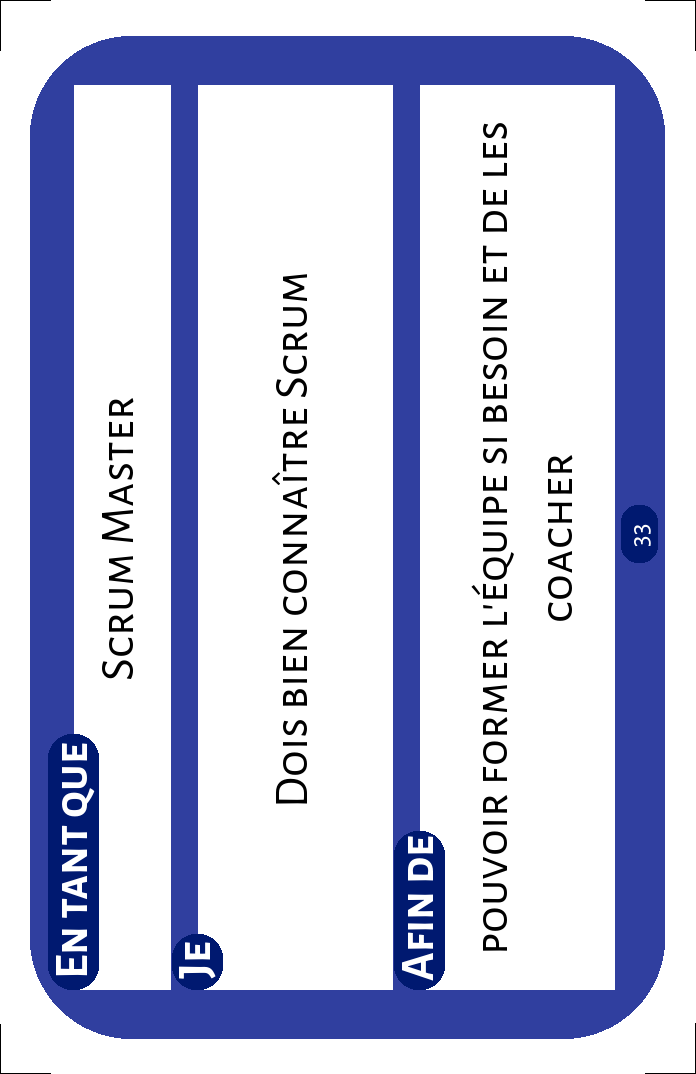 En tant que
Scrum Master
Je
Dois bien connaître Scrum
Afin de
pouvoir former l'équipe si besoin et de les
coacher
33